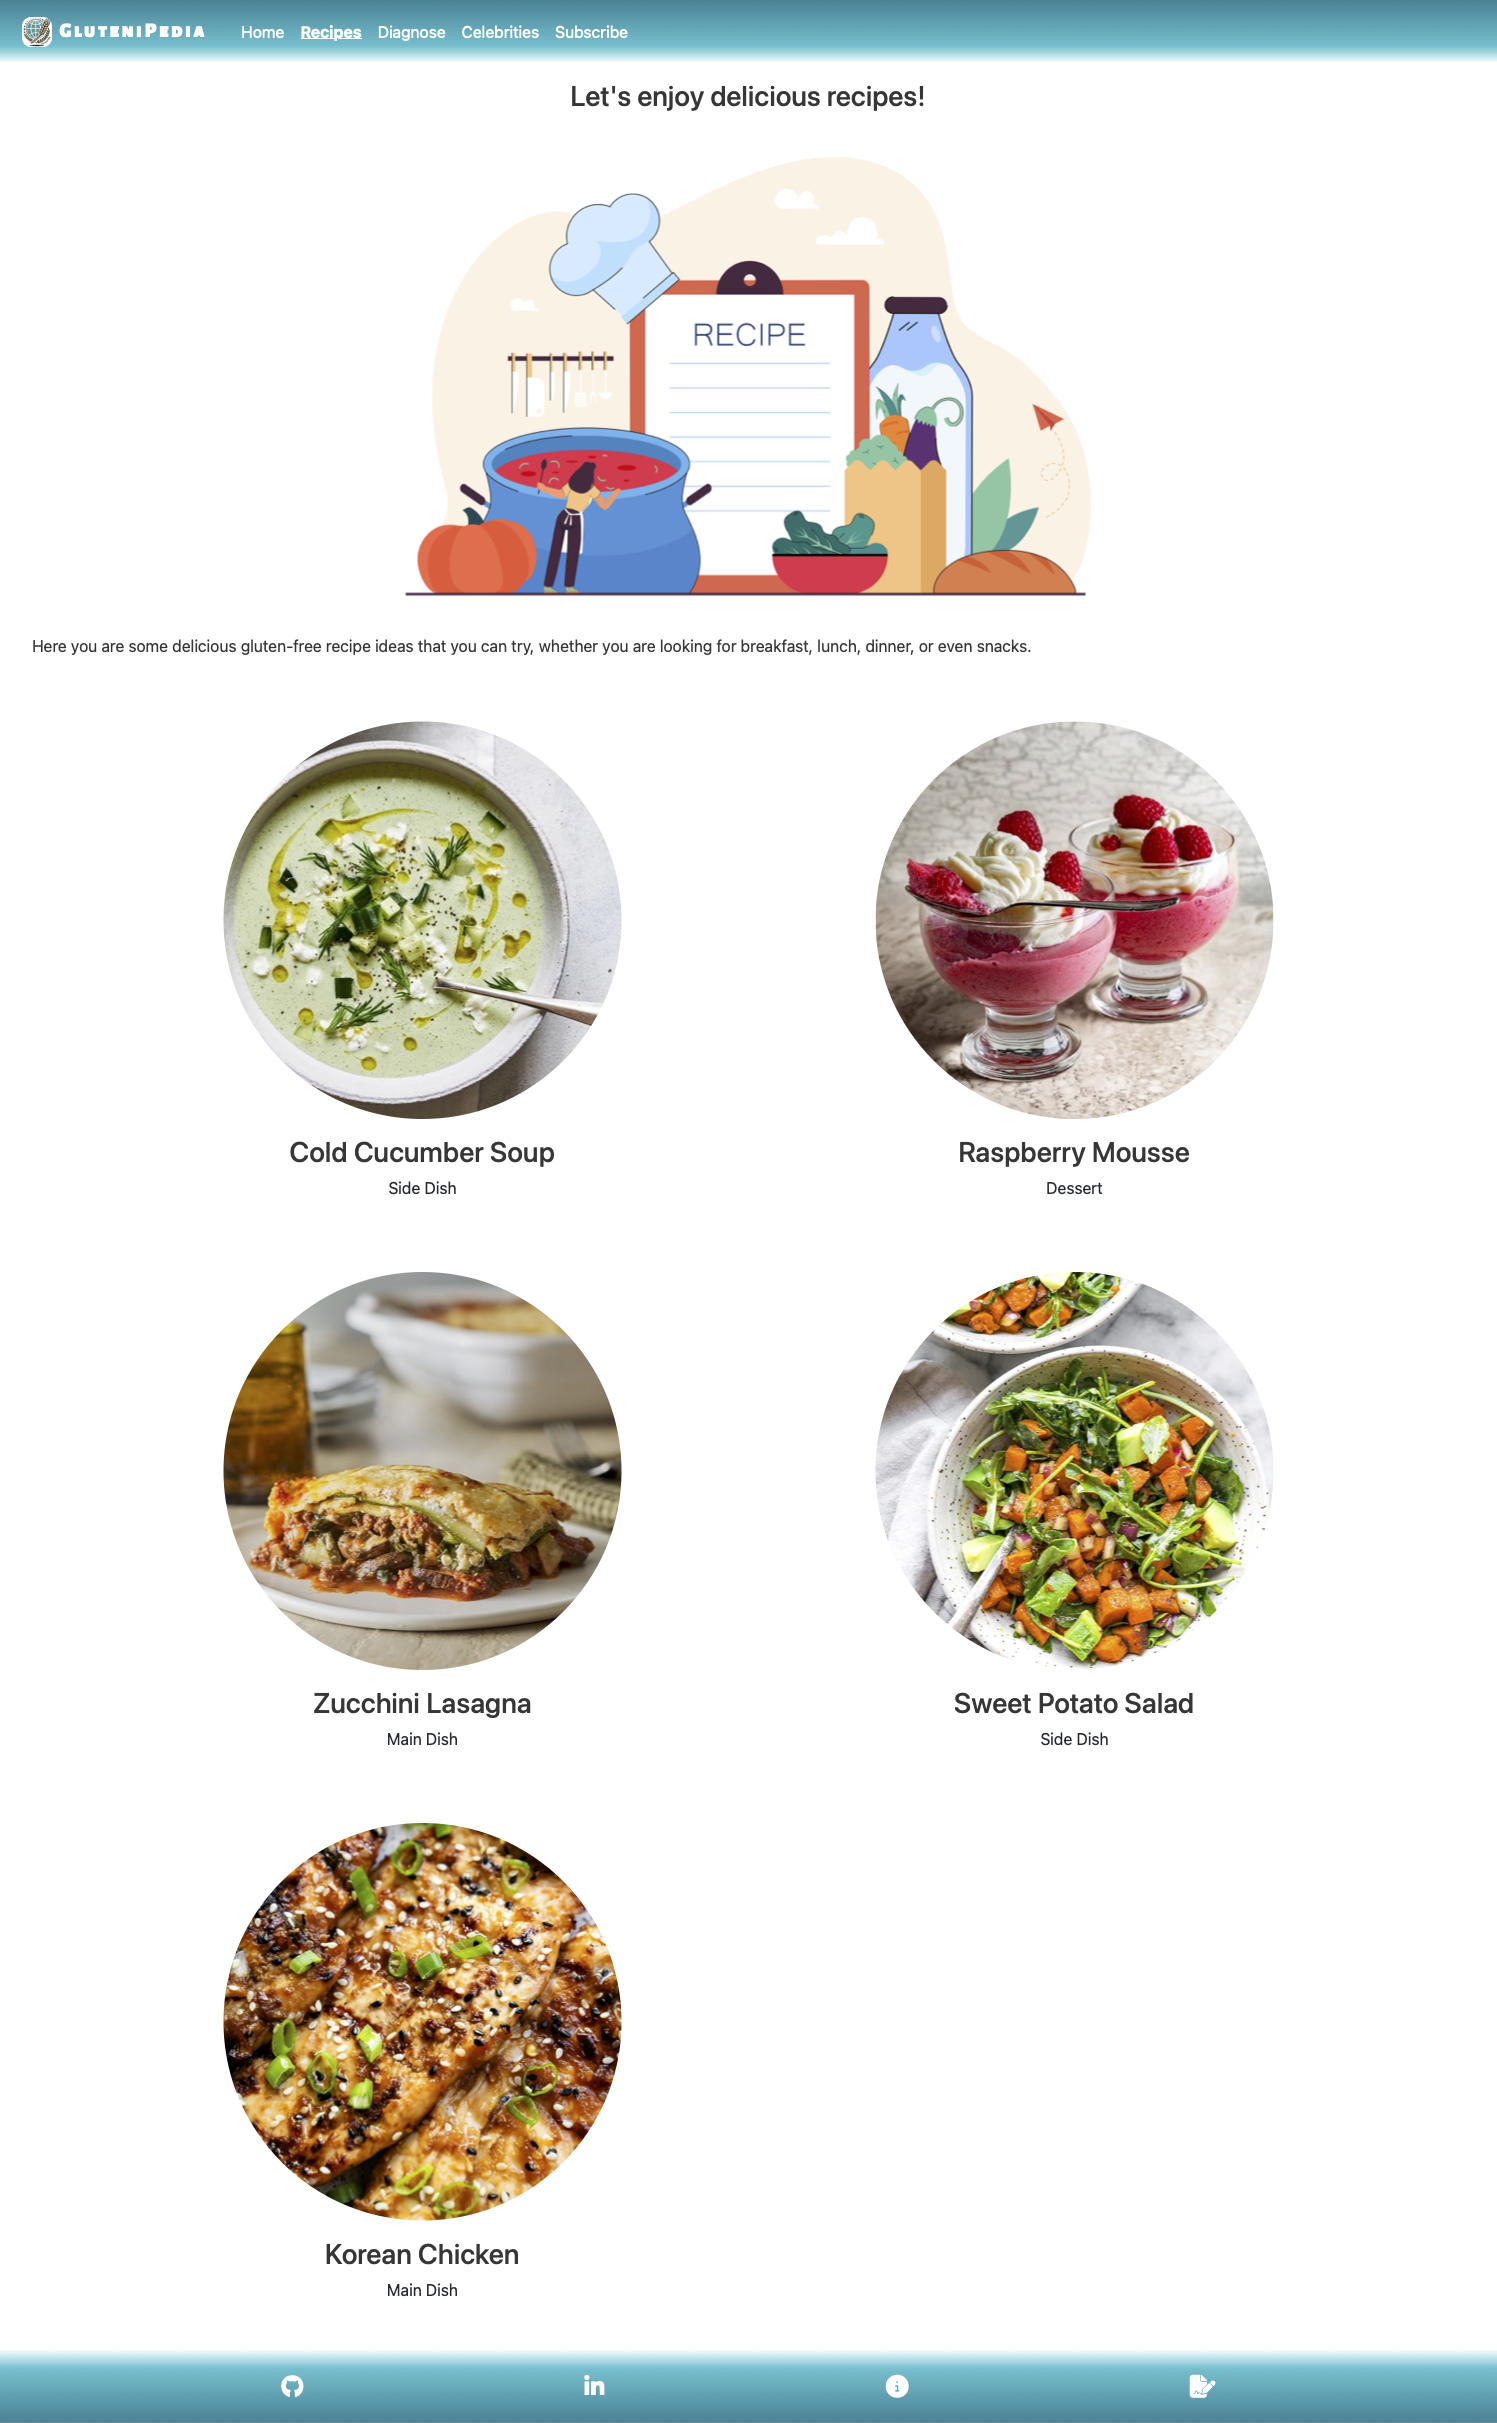 GluteniPedia
Home Recipes Diagnose Celebrities Subscribe
Let's enjoy delicious recipes!
RECIPE
Here you are some delicious gluten-free recipe ideas that you can try, whether you are looking for breakfast, lunch, dinner, or even snacks.
Cold Cucumber Soup
Side Dish
Raspberry Mousse
Dessert
Zucchini Lasagna
Main Dish
Sweet Potato Salad
Side Dish
Korean Chicken
Main Dish